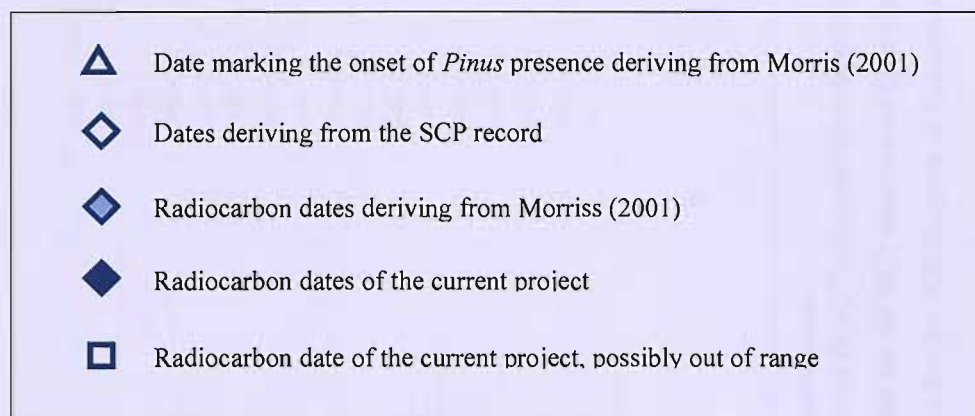 Date marking the onset of Pinus presence deriving from Morris (2001)
Dates deriving from the SCP record
Radiocarbon dates deriving from Morriss (2001)
Radiocarbon dates of the current project
Radiocarbon date of the current project, possibly out of range